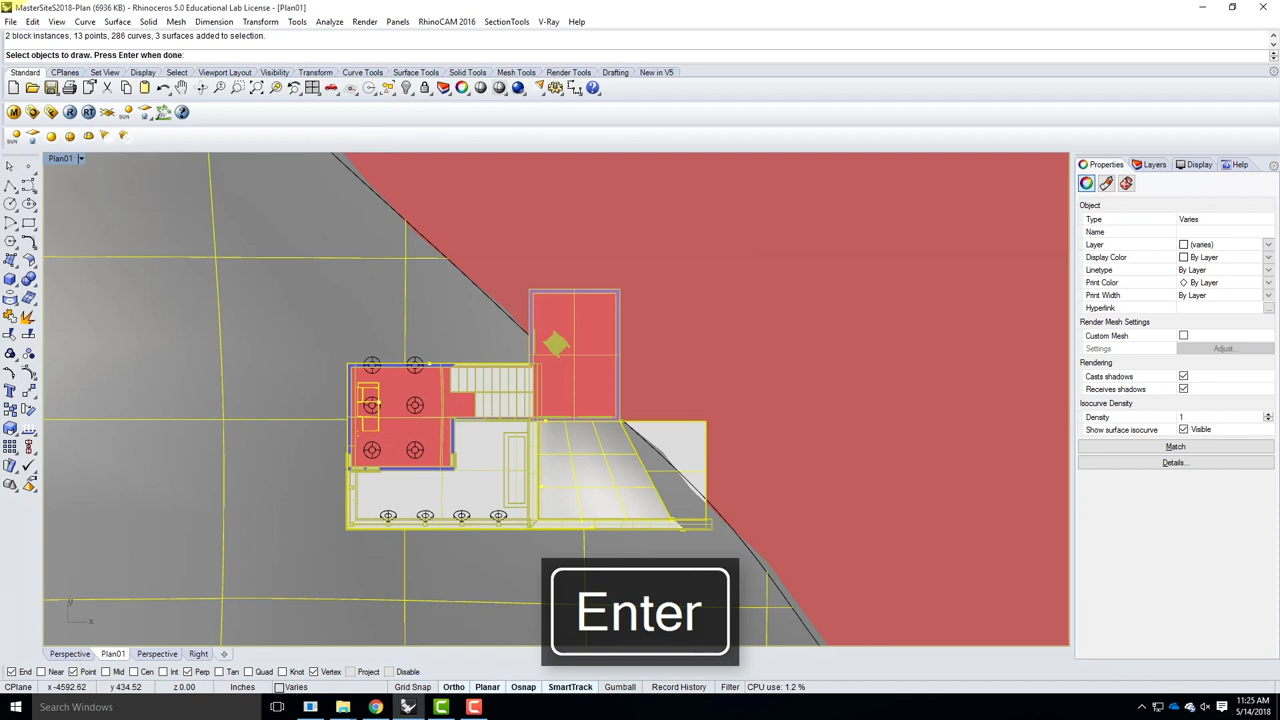 MasterSiteS2018-Plan (6936 KB) - Rhinoceros 5.0 Educational Lab License - [Plan01]
File Edit View Curve Surface Solid Mesh Dimension Transform Tools Analyze Render Panels RhinoCAM 2016 SectionTools V-Ray Help
2 block instances, 13 points, 286 curves, 3 surfaces added to selection.
Select objects to draw. Press Enter when done:
Standard CPlanes Set View Display Select Viewport Layout Visibility Transform Curve Tools Surface Tools Solid Tools Mesh Tools Render Tools Drafting New in V5
M R RT SUN
SUN
Plan01
Properties Layers Display Help
Object
Type Varies
Name
Layer (varies)
Display Color By Layer
Linetype By Layer
Print Color By Layer
Print Width By Layer
Hyperlink
Render Mesh Settings
Custom Mesh
Settings Adjust...
Rendering
Casts shadows
Receives shadows
Isocurve Density
Density 1
Show surface isocurve Visible
Match
Details...
Enter
y
x
Perspective Plan01 Perspective Right
End Near Point Mid Cen Int Perp Tan Quad Knot Vertex Project Disable
CPlane x -4592.62 y 434.52 z 0.00 Inches Varies Grid Snap Ortho Planar Osnap SmartTrack Gumball Record History Filter CPU use: 1.2 %
Search Windows
11:25 AM
5/14/2018